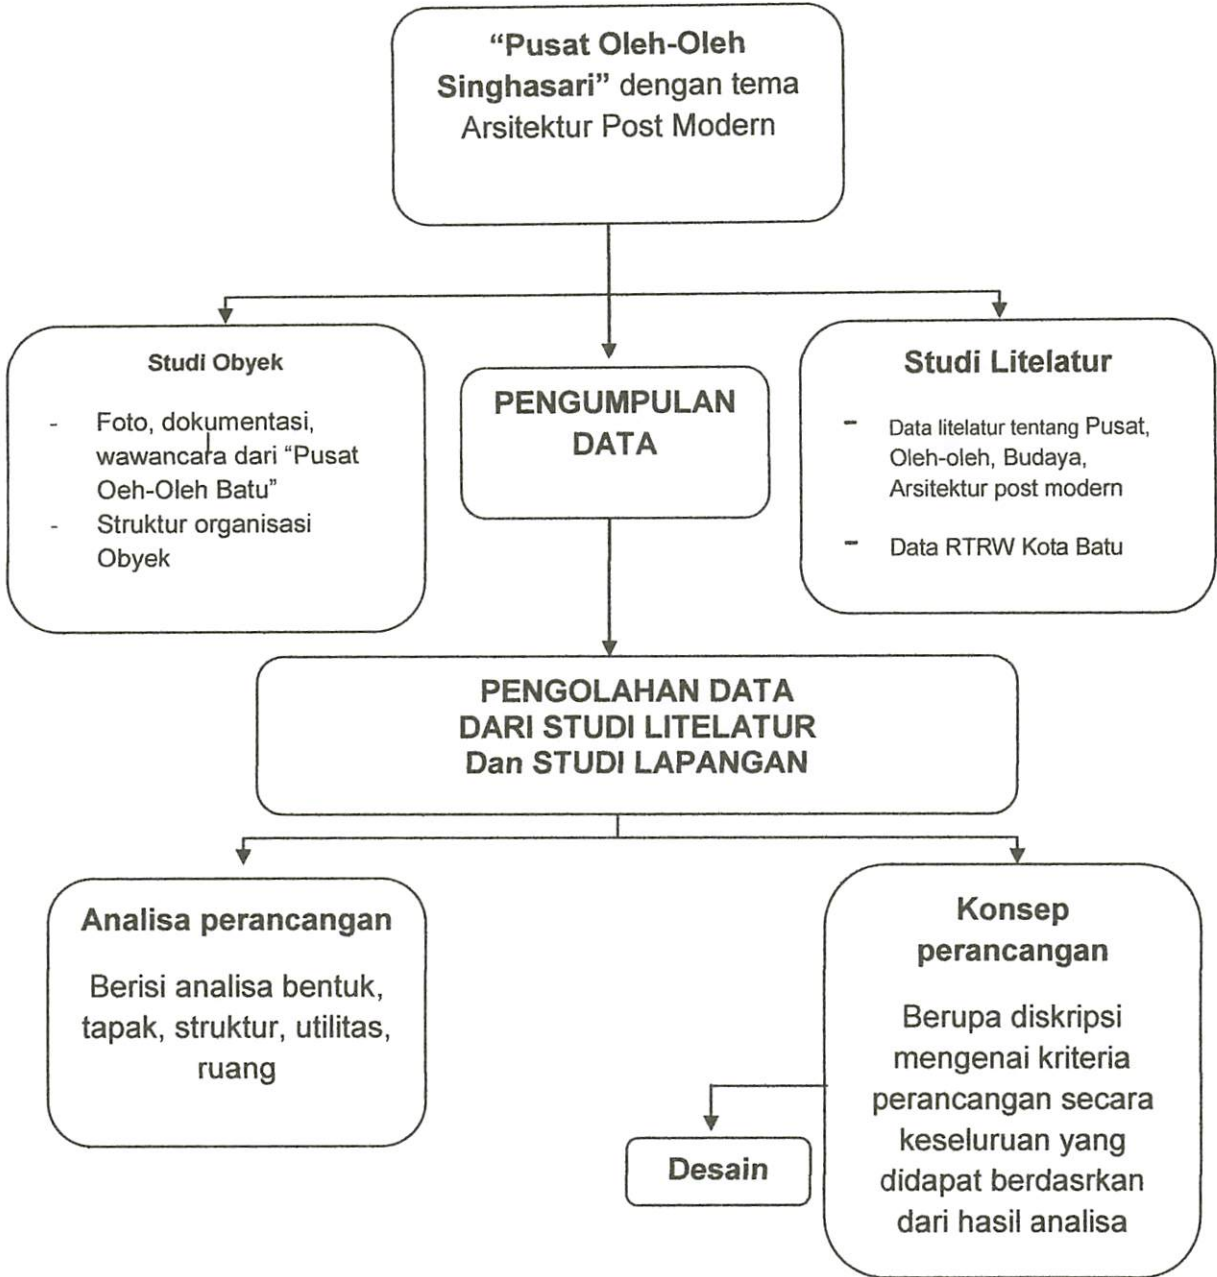 “Pusat Oleh-Oleh
Singhasari” dengan tema
Arsitektur Post Modern
Studi Obyek
- Foto, dokumentasi,
wawancara dari “Pusat
Oeh-Oleh Batu”
- Struktur organisasi
Obyek
PENGUMPULAN
DATA
Studi Litelatur
- Data litelatur tentang Pusat,
Oleh-oleh, Budaya,
Arsitektur post modern
- Data RTRW Kota Batu
PENGOLAHAN DATA
DARI STUDI LITELATUR
Dan STUDI LAPANGAN
Analisa perancangan
Berisi analisa bentuk,
tapak, struktur, utilitas,
ruang
Konsep
perancangan
Berupa diskripsi
mengenai kriteria
perancangan secara
keseluruan yang
didapat berdasrkan
dari hasil analisa
Desain